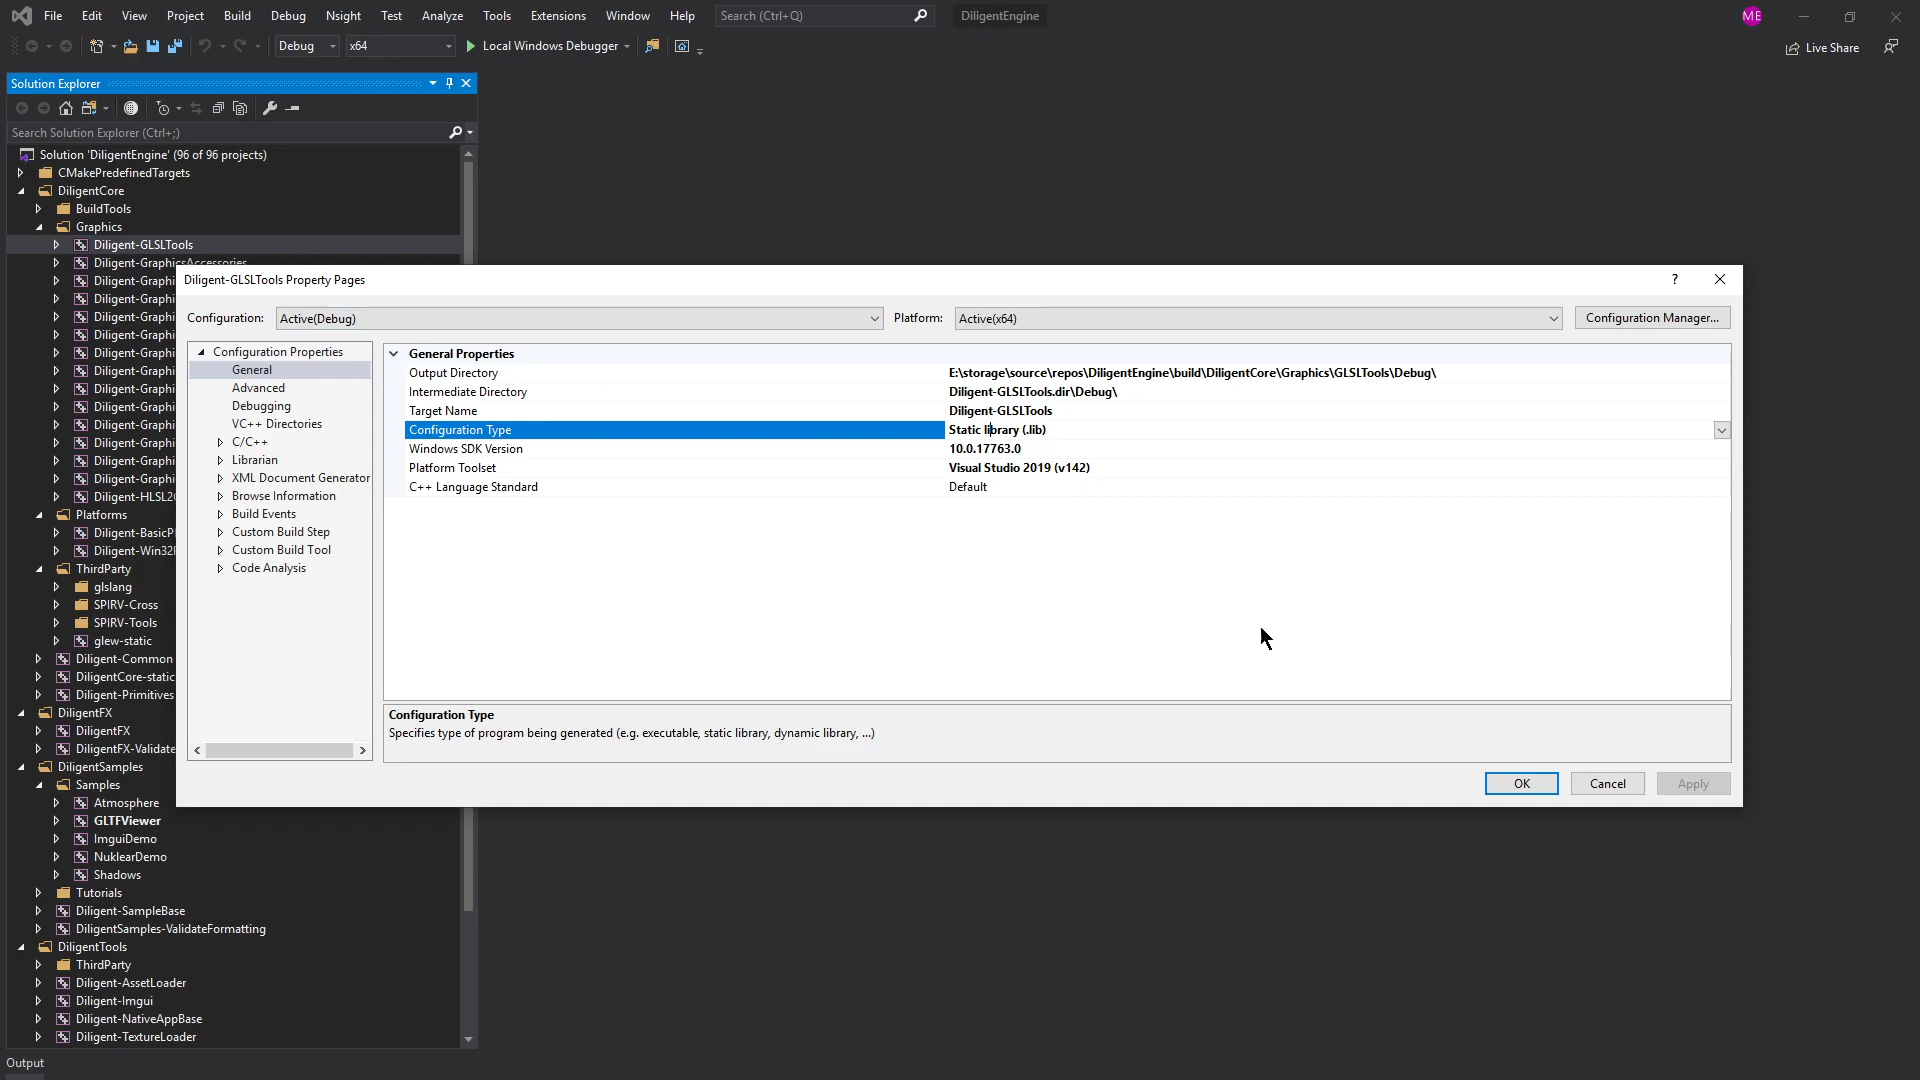 File Edit View Project Build Debug Nsight Test Analyze Tools Extensions Window Help Search (Ctrl+Q) DiligentEngine ME
Debug x64 Local Windows Debugger Live Share
Solution Explorer
Search Solution Explorer (Ctrl+;)
Solution 'DiligentEngine' (96 of 96 projects)
CMakePredefinedTargets
DiligentCore
BuildTools
Graphics
Diligent-GLSLTools
Diligent-GraphicsAccessories
Diligent-Graphi
Diligent-Graphi
Diligent-Graphi
Diligent-Graphi
Diligent-Graphi
Diligent-Graphi
Diligent-Graphi
Diligent-Graphi
Diligent-Graphi
Diligent-Graphi
Diligent-Graphi
Diligent-Graphi
Diligent-HLSL2G
Platforms
Diligent-BasicPl
Diligent-Win32P
ThirdParty
glslang
SPIRV-Cross
SPIRV-Tools
glew-static
Diligent-Common
DiligentCore-static
Diligent-Primitives
DiligentFX
DiligentFX
DiligentFX-Validate
DiligentSamples
Samples
Atmosphere
GLTFViewer
ImguiDemo
NuklearDemo
Shadows
Tutorials
Diligent-SampleBase
DiligentSamples-ValidateFormatting
DiligentTools
ThirdParty
Diligent-AssetLoader
Diligent-Imgui
Diligent-NativeAppBase
Diligent-TextureLoader
Output
Diligent-GLSLTools Property Pages ?
Configuration: Active(Debug) Platform: Active(x64) Configuration Manager...
Configuration Properties
General
Advanced
Debugging
VC++ Directories
C/C++
Librarian
XML Document Generator
Browse Information
Build Events
Custom Build Step
Custom Build Tool
Code Analysis
General Properties
Output Directory E:\storage\source\repos\DiligentEngine\build\DiligentCore\Graphics\GLSLTools\Debug\
Intermediate Directory Diligent-GLSLTools.dir\Debug\
Target Name Diligent-GLSLTools
Configuration Type Static library (.lib)
Windows SDK Version 10.0.17763.0
Platform Toolset Visual Studio 2019 (v142)
C++ Language Standard Default
Configuration Type
Specifies type of program being generated (e.g. executable, static library, dynamic library, ...)
OK Cancel Apply